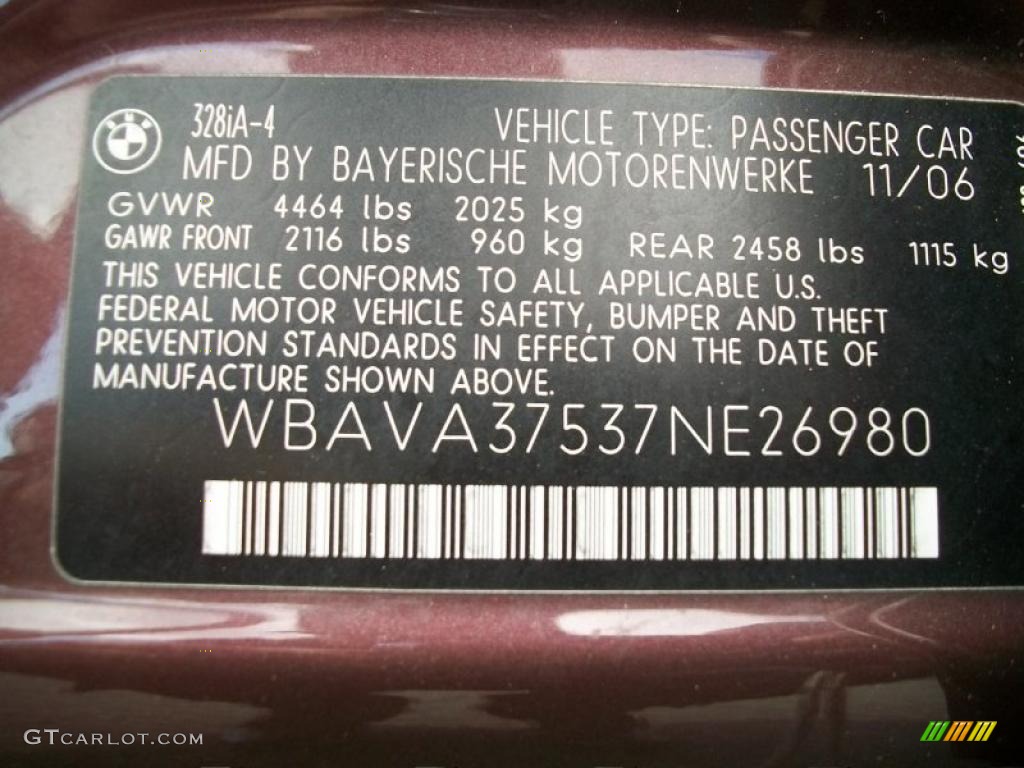 328iA-4
VEHICLE TYPE: PASSENGER CAR
BMW
MFD BY BAYERISCHE MOTORENWERKE 11/06
GVWR 4464 lbs 2025 kg
GAWR FRONT 2116 lbs 960 kg REAR 2458 lbs 1115 kg
THIS VEHICLE CONFORMS TO ALL APPLICABLE U.S.
FEDERAL MOTOR VEHICLE SAFETY, BUMPER AND THEFT
PREVENTION STANDARDS IN EFFECT ON THE DATE OF
MANUFACTURE SHOWN ABOVE.
WBAVA37537NE26980
GTCARLOT.COM